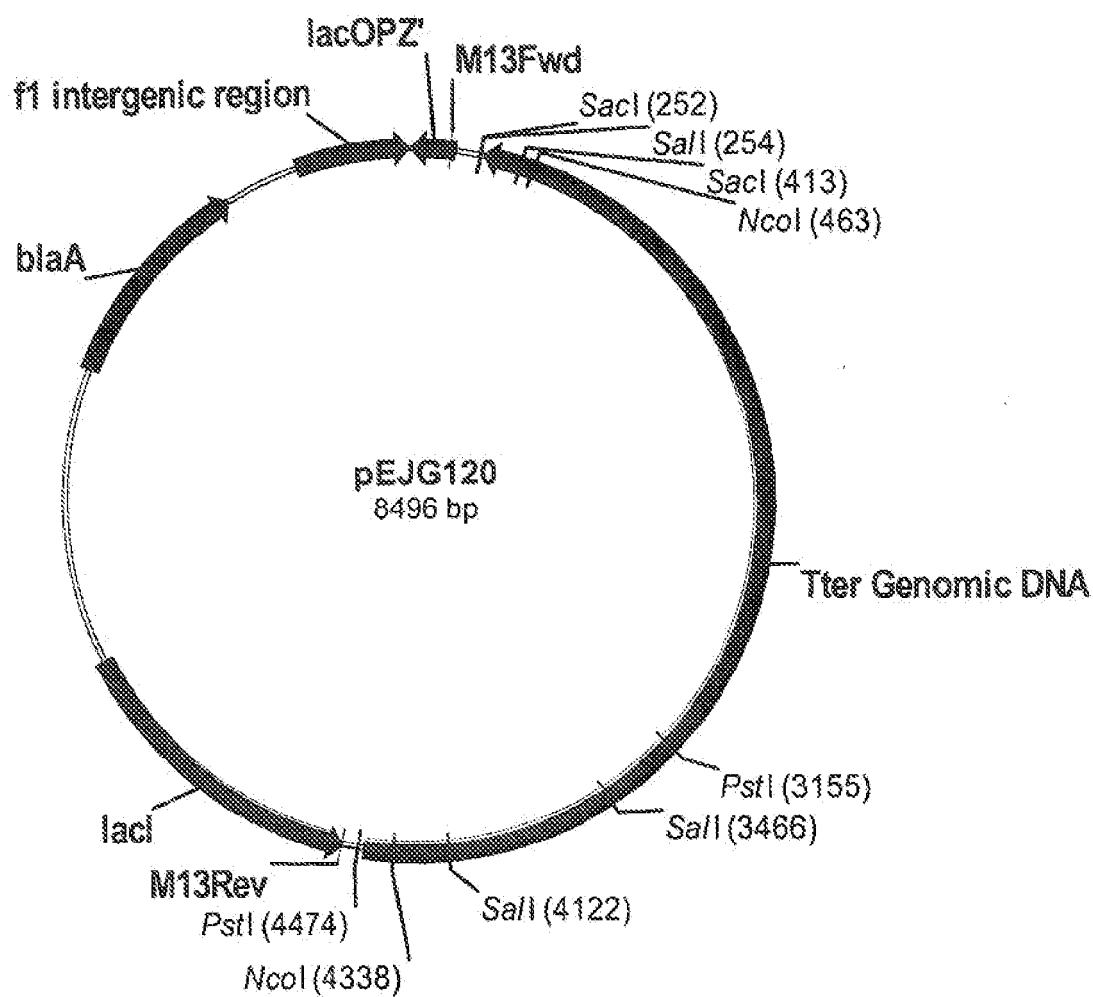 lacOPZ'
M13Fwd
f1 intergenic region
SacI (252)
SalI (254)
SacI (413)
NcoI (463)
blaA
pEJG120
8496 bp
Tter Genomic DNA
PstI (3155)
SalI (3466)
lacI
M13Rev
SalI (4122)
PstI (4474)
NcoI (4338)